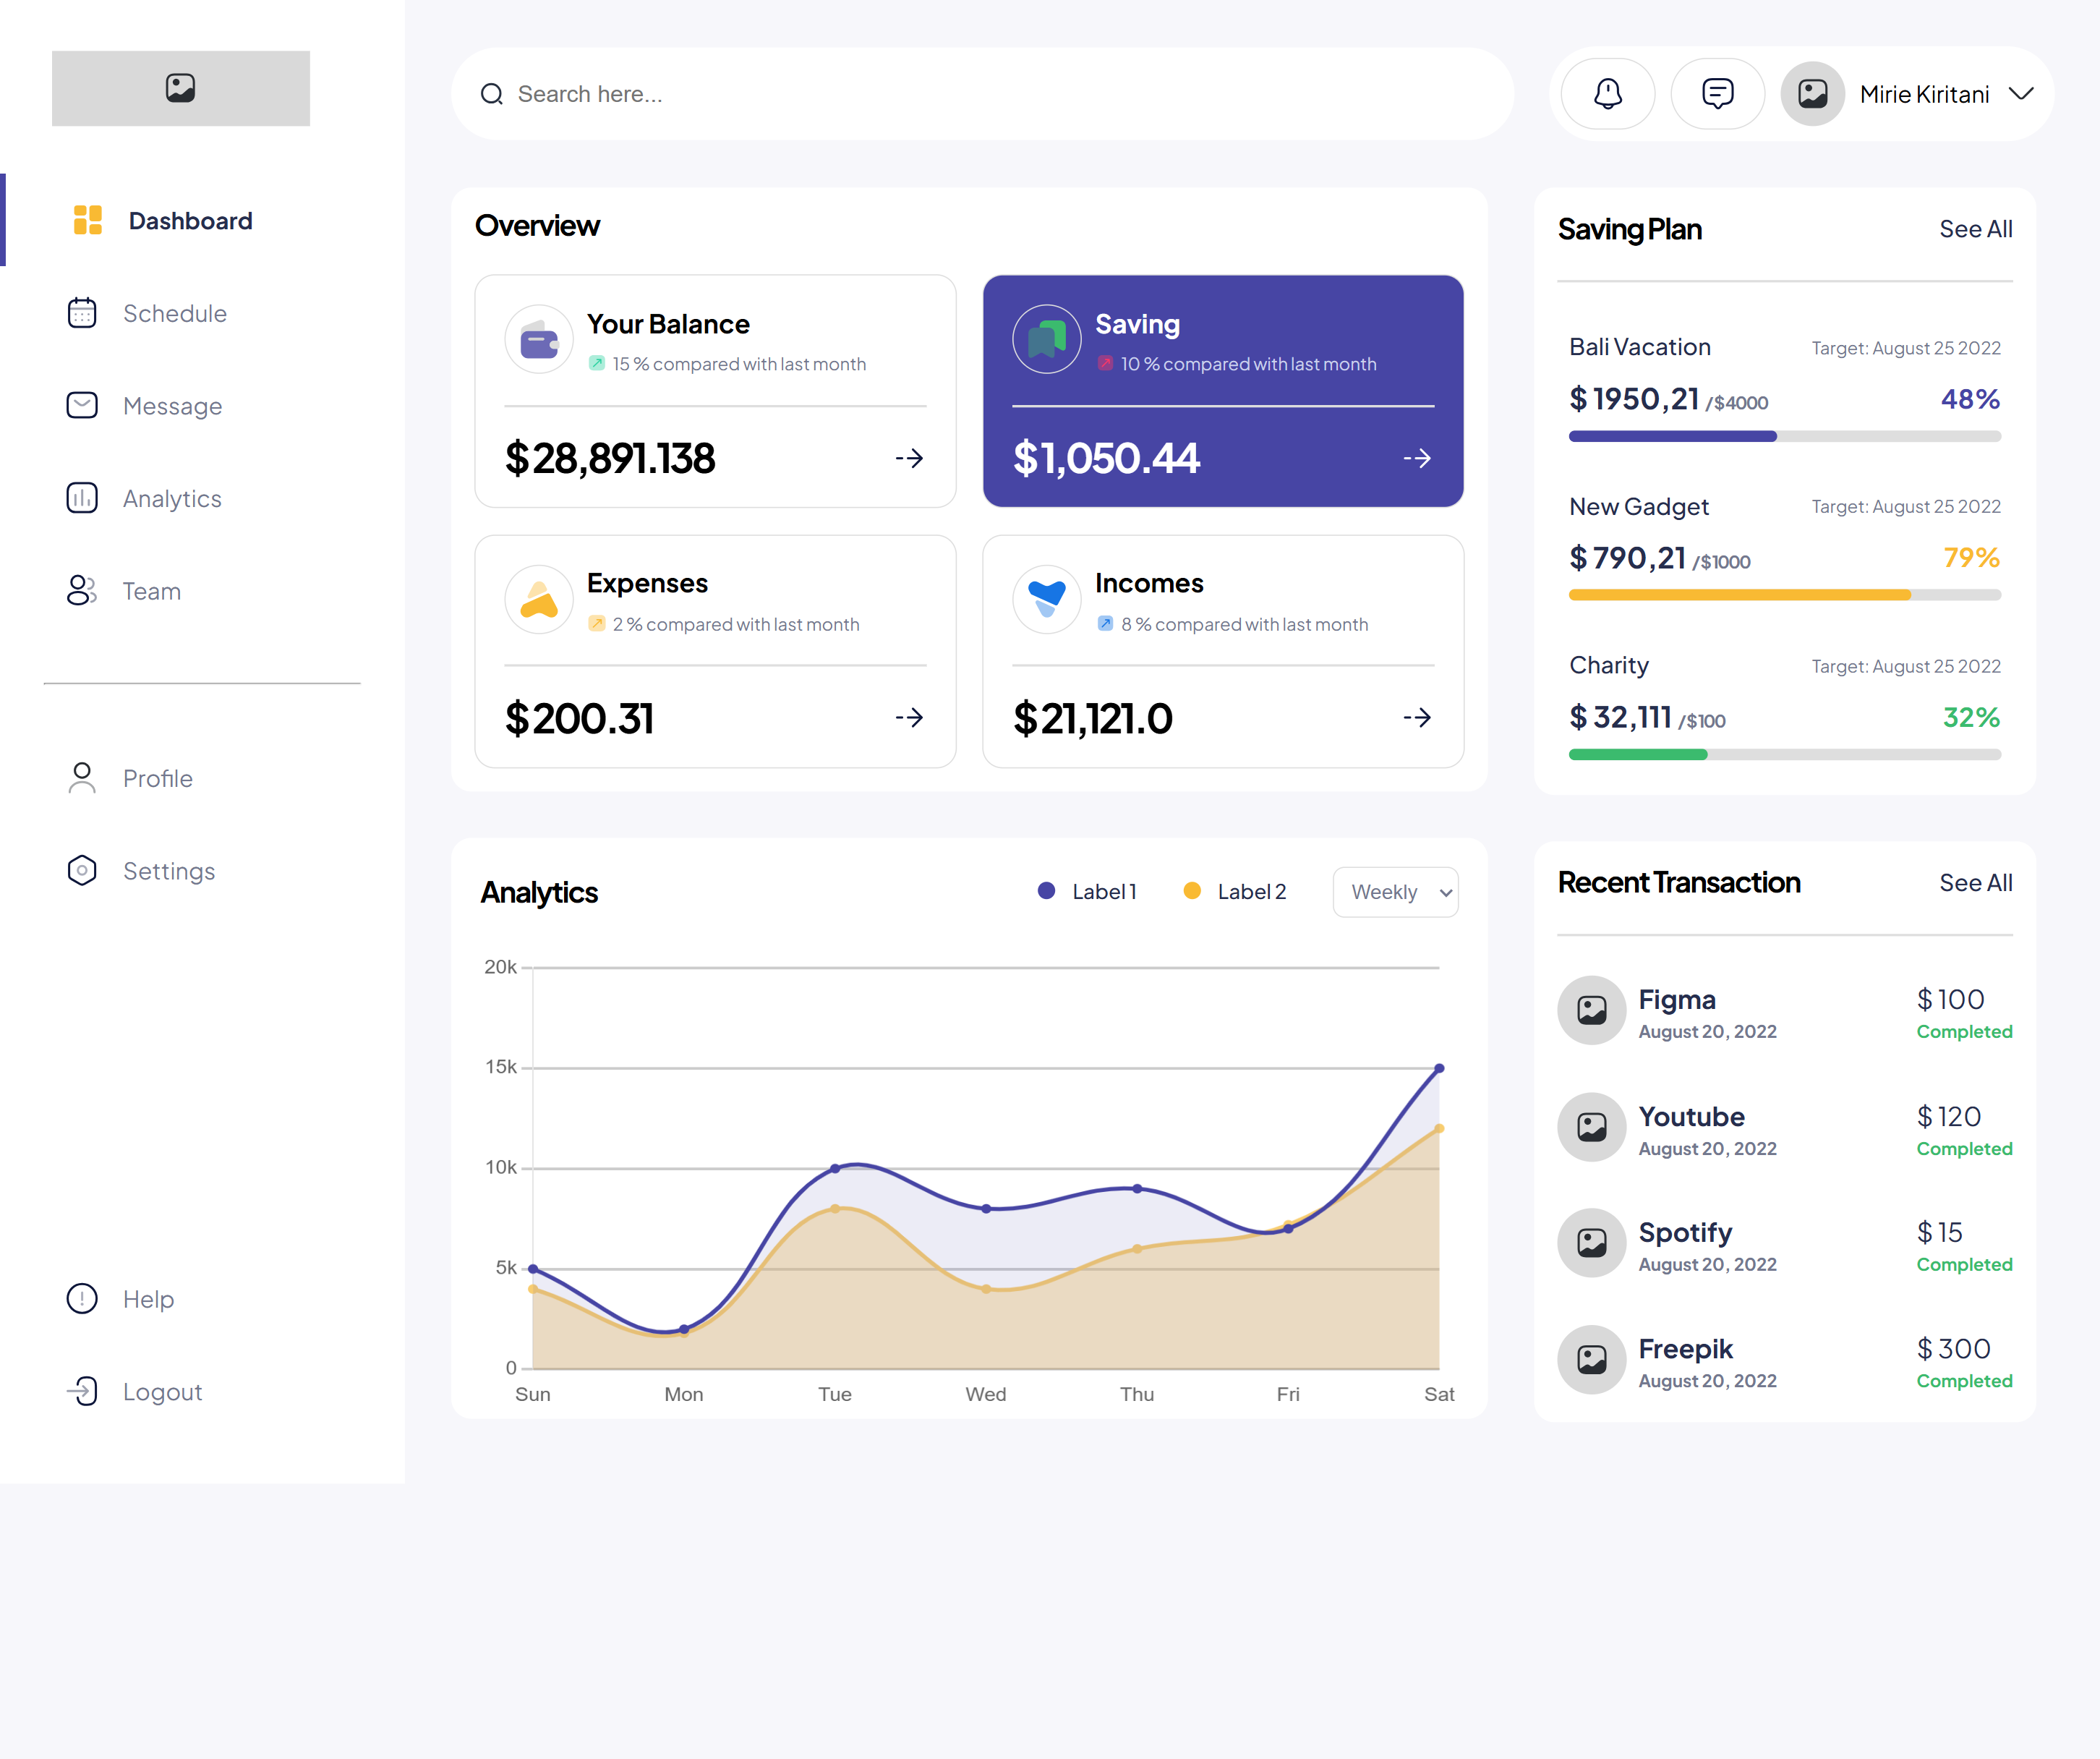 Search here...
Mirie Kiritani
Dashboard
Schedule
Message
Analytics
Team
Profile
Settings
Help
Logout
Overview
Your Balance
15 % compared with last month
$ 28,891.138
Saving
10 % compared with last month
$ 1,050.44
Expenses
2 % compared with last month
$ 200.31
Incomes
8 % compared with last month
$ 21,121.0
Saving Plan
See All
Bali Vacation
Target: August 25 2022
$ 1950,21 /$4000
48%
New Gadget
Target: August 25 2022
$ 790,21 /$1000
79%
Charity
Target: August 25 2022
$ 32,111 /$100
32%
Analytics
Label 1
Label 2
Weekly
20k
15k
10k
5k
0
Sun Mon Tue Wed Thu Fri Sat
Recent Transaction
See All
Figma
$ 100
August 20, 2022
Completed
Youtube
$ 120
August 20, 2022
Completed
Spotify
$ 15
August 20, 2022
Completed
Freepik
$ 300
August 20, 2022
Completed